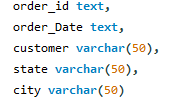 order_id text,
order_Date text,
customer varchar(50),
state varchar(50),
city varchar(50)